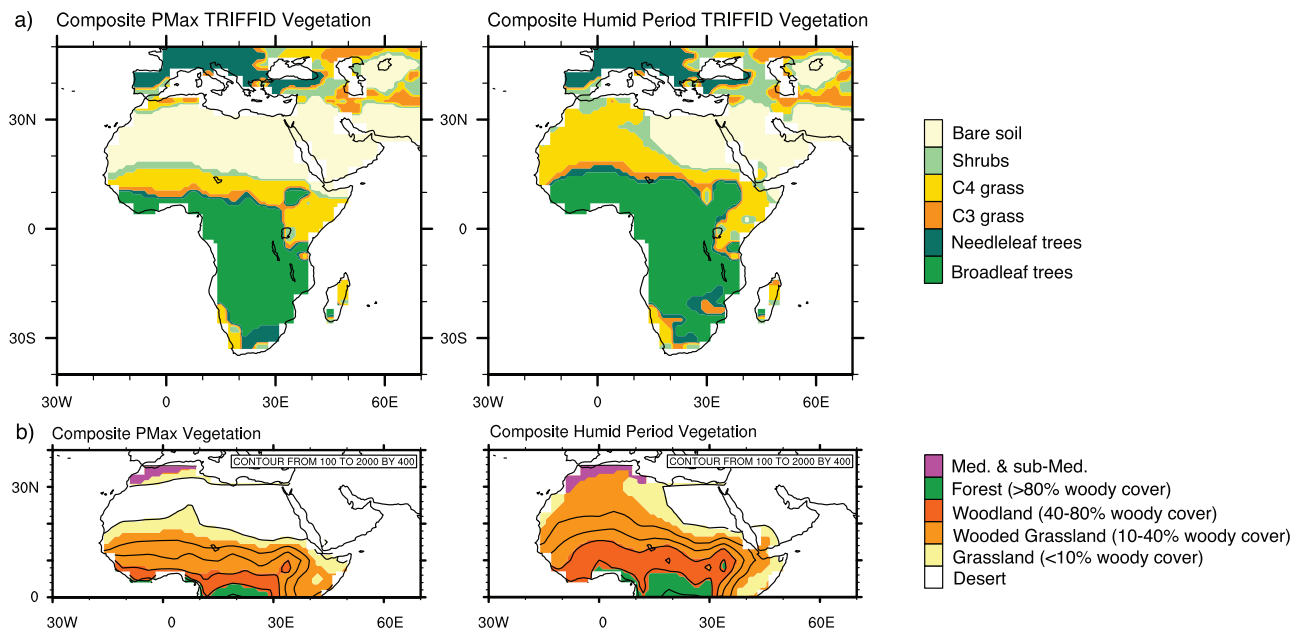 a) Composite PMax TRIFFID Vegetation
Composite Humid Period TRIFFID Vegetation
30N
0
30S
30W 0 30E 60E
30N
0
30S
30W 0 30E 60E
Bare soil
Shrubs
C4 grass
C3 grass
Needleleaf trees
Broadleaf trees
b) Composite PMax Vegetation
CONTOUR FROM 100 TO 2000 BY 400
30N
0
30W 0 30E 60E
Composite Humid Period Vegetation
CONTOUR FROM 100 TO 2000 BY 400
30N
0
30W 0 30E 60E
Med. & sub-Med.
Forest (>80% woody cover)
Woodland (40-80% woody cover)
Wooded Grassland (10-40% woody cover)
Grassland (<10% woody cover)
Desert